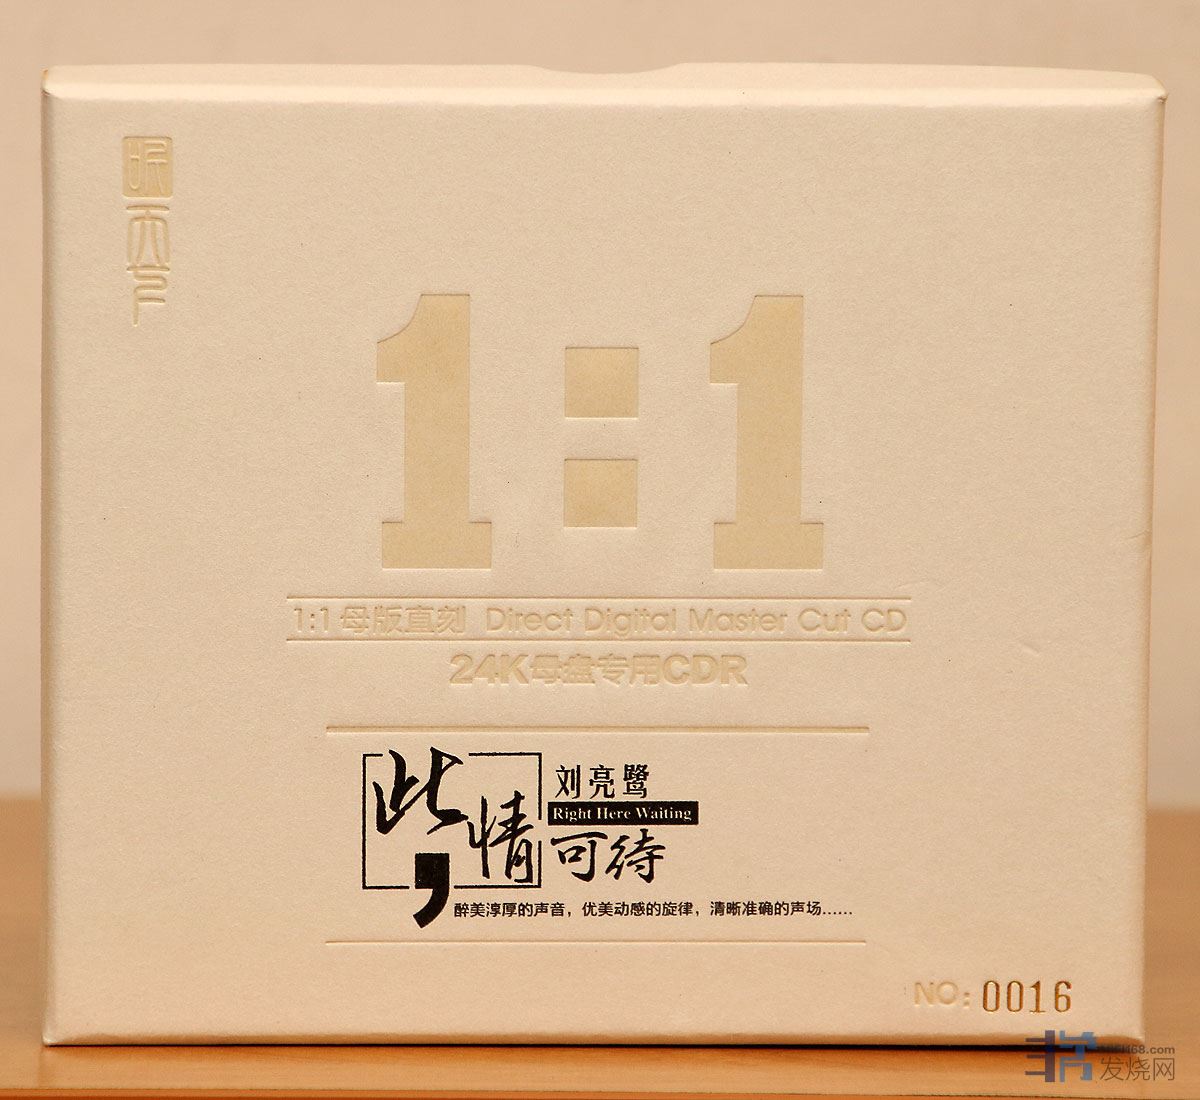 天下
1:1
1:1 母版直刻 Direct Digital Master Cut CD
24K母盘专用CDR
此情
刘亮鹭
Right Here Waiting
可待
,
醉美淳厚的声音，优美动感的旋律，清晰准确的声场……
NO: 0016
发烧网